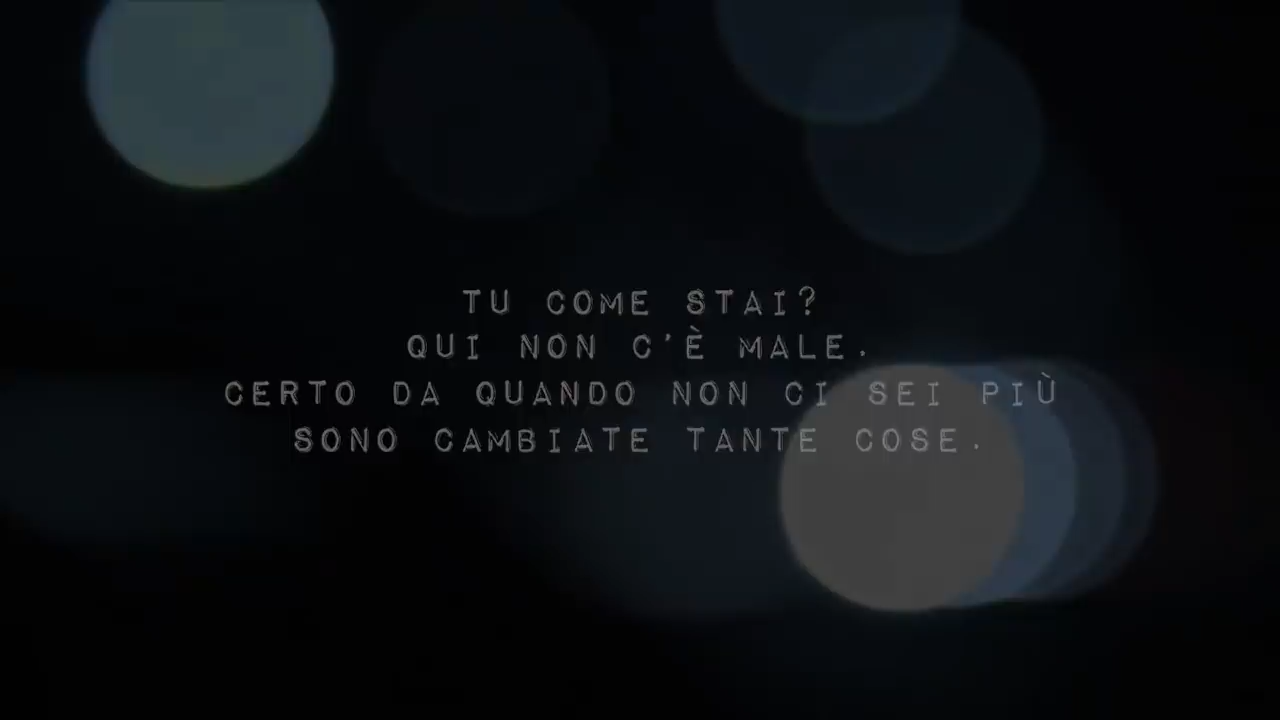 TU COME STAI?
QUI NON C'È MALE.
CERTO DA QUANDO NON CI SEI PIÙ
SONO CAMBIATE TANTE COSE.